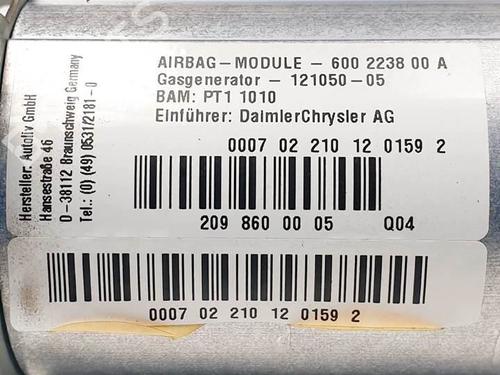 AIRBAG-MODULE - 600 2238 00 A
Gasgenerator - 121050-05
BAM: PT1 1010
Einführer: DaimlerChrysler AG
Hersteller: Autoliv GmbH
Hansestraße 46
D-38112 Braunschweig Germany
Tel.: (0) (49) 0531/2181-0
0007 02 210 12 0159 2
209 860 00 05 Q04
0007 02 210 12 0159 2